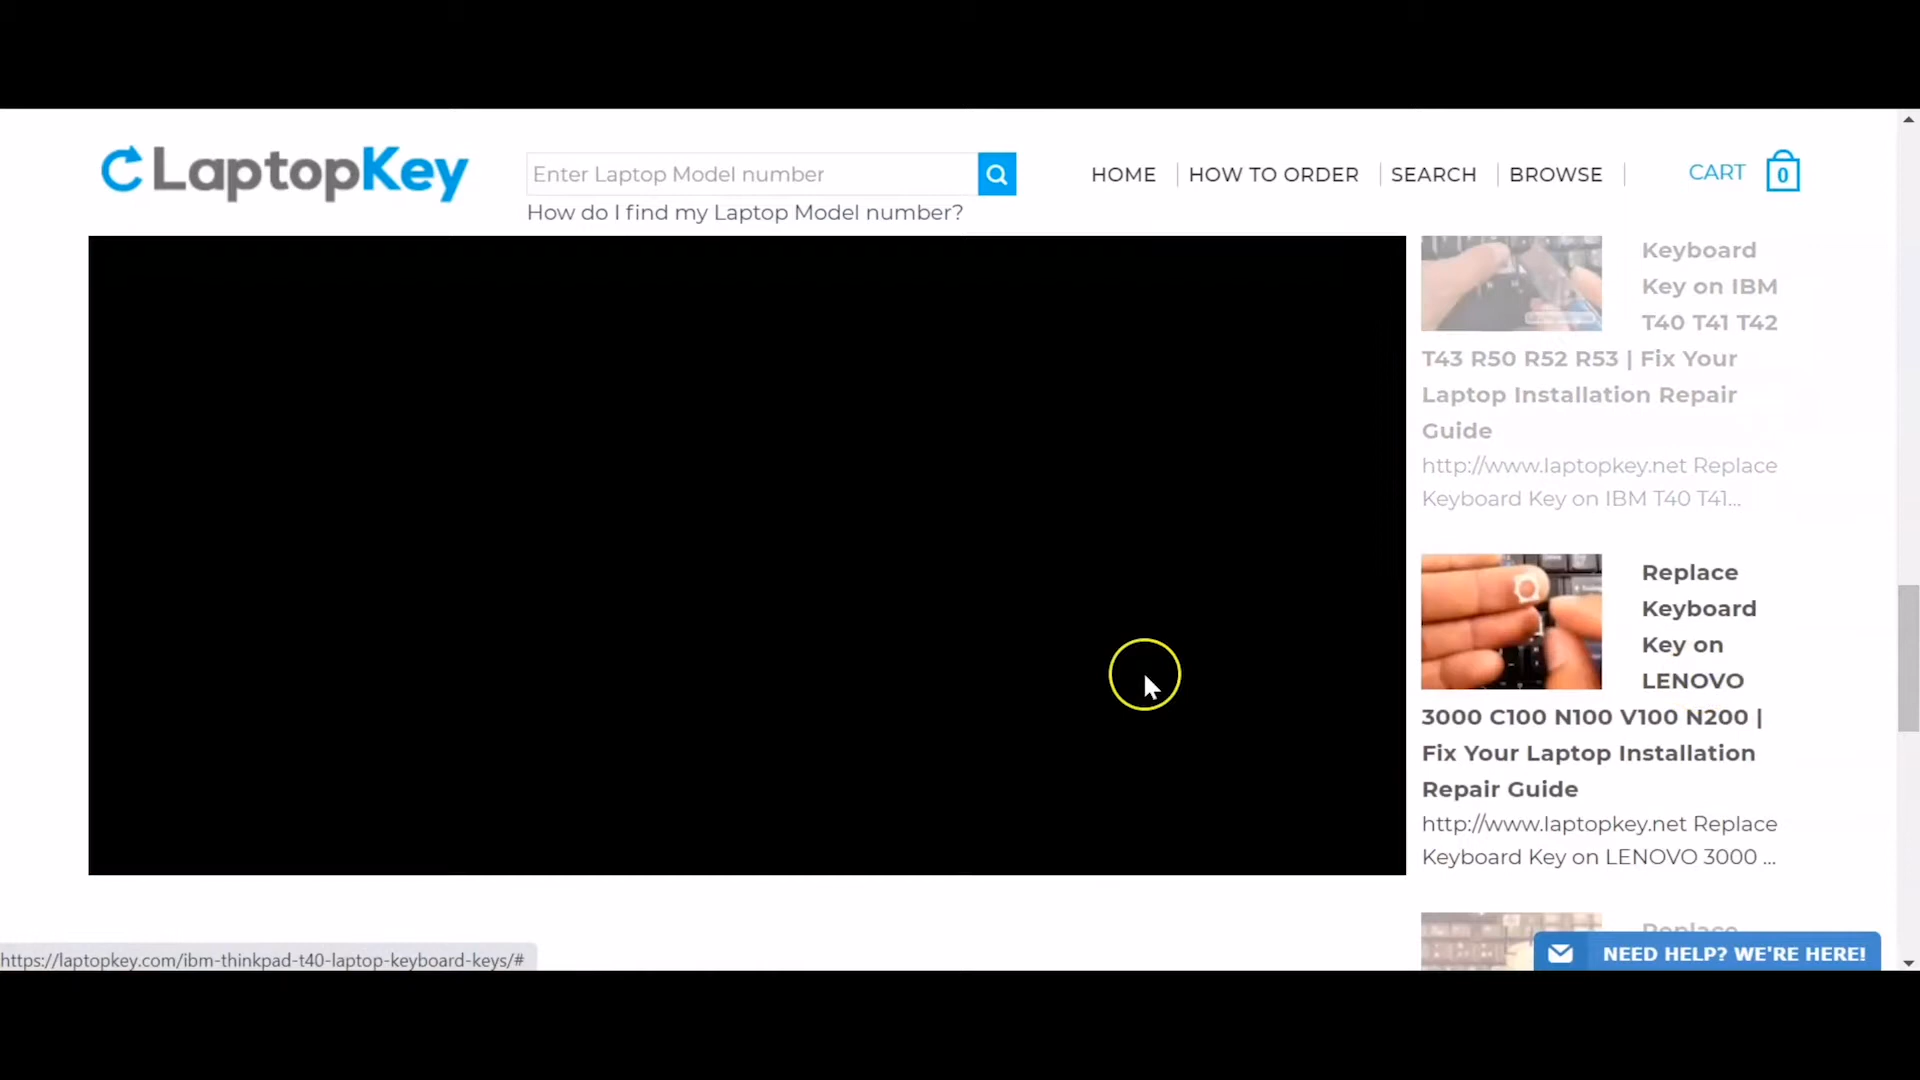 LaptopKey
Enter Laptop Model number
How do I find my Laptop Model number?
HOME
HOW TO ORDER
SEARCH
BROWSE
CART
0
Keyboard
Key on IBM
T40 T41 T42
T43 R50 R52 R53 | Fix Your
Laptop Installation Repair
Guide
http://www.laptopkey.net Replace
Keyboard Key on IBM T40 T41...
Replace
Keyboard
Key on
LENOVO
3000 C100 N100 V100 N200 |
Fix Your Laptop Installation
Repair Guide
http://www.laptopkey.net Replace
Keyboard Key on LENOVO 3000 ...
Replace
NEED HELP? WE'RE HERE!
https://laptopkey.com/ibm-thinkpad-t40-laptop-keyboard-keys/#